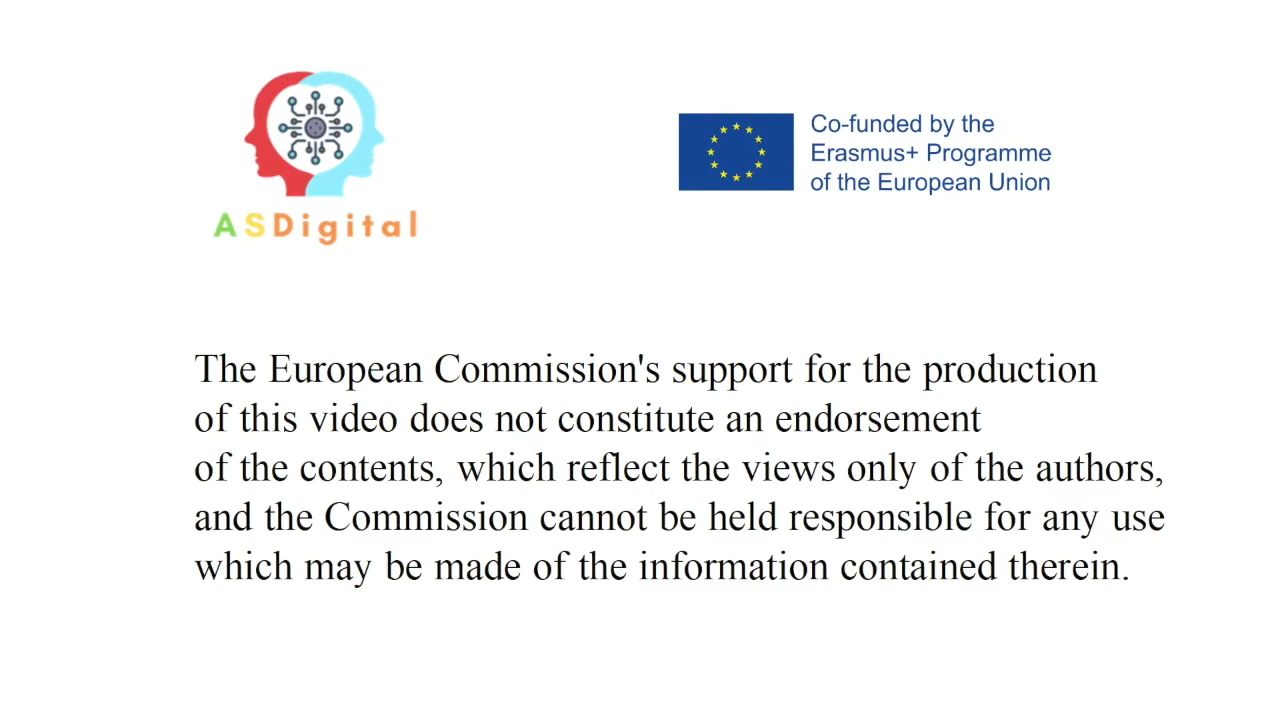 ASDigital
Co-funded by the
Erasmus+ Programme
of the European Union
The European Commission's support for the production
of this video does not constitute an endorsement
of the contents, which reflect the views only of the authors,
and the Commission cannot be held responsible for any use
which may be made of the information contained therein.